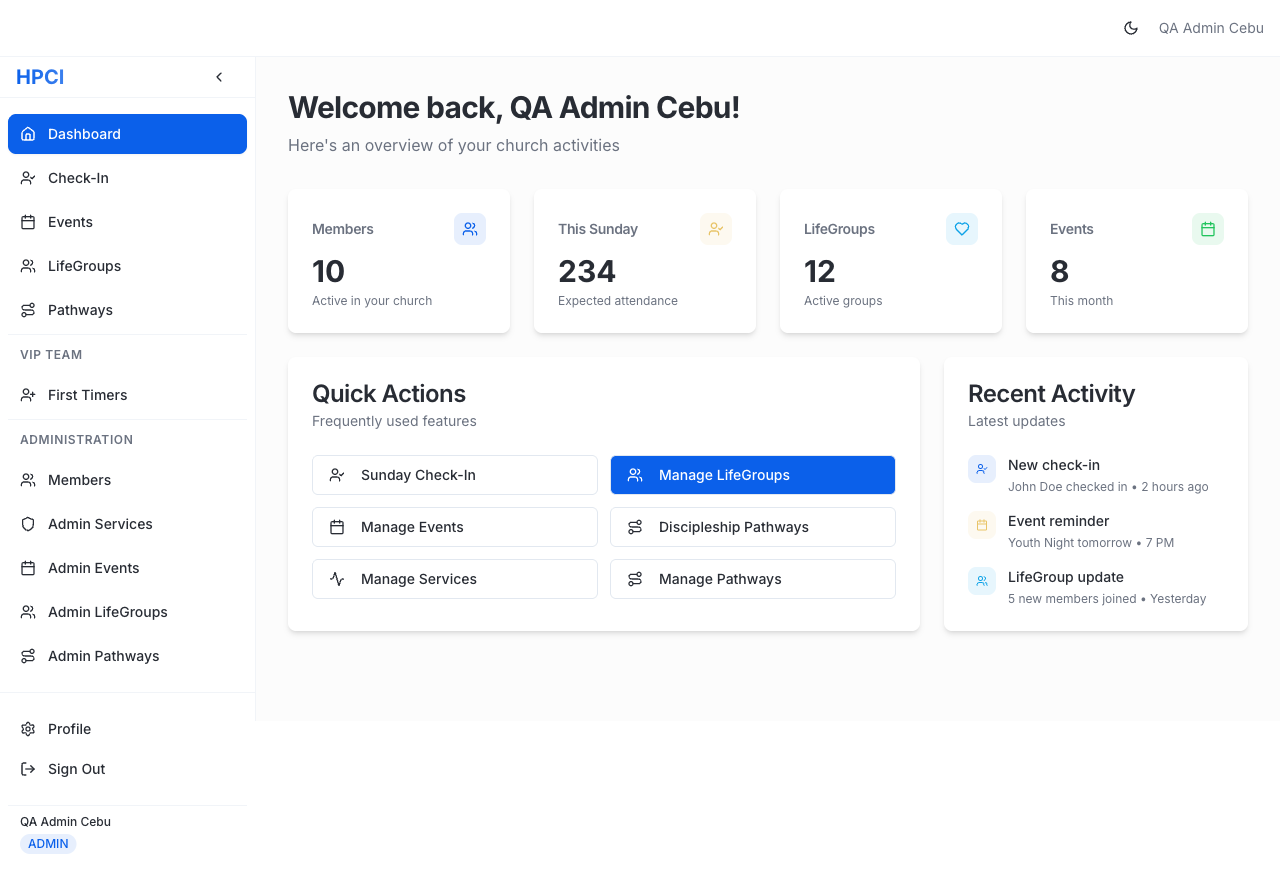 QA Admin Cebu
HPCI
Dashboard
Check-In
Events
LifeGroups
Pathways
VIP TEAM
First Timers
ADMINISTRATION
Members
Admin Services
Admin Events
Admin LifeGroups
Admin Pathways
Profile
Sign Out
QA Admin Cebu
ADMIN
Welcome back, QA Admin Cebu!
Here's an overview of your church activities
Members
10
Active in your church
This Sunday
234
Expected attendance
LifeGroups
12
Active groups
Events
8
This month
Quick Actions
Frequently used features
Sunday Check-In
Manage LifeGroups
Manage Events
Discipleship Pathways
Manage Services
Manage Pathways
Recent Activity
Latest updates
New check-in
John Doe checked in • 2 hours ago
Event reminder
Youth Night tomorrow • 7 PM
LifeGroup update
5 new members joined • Yesterday